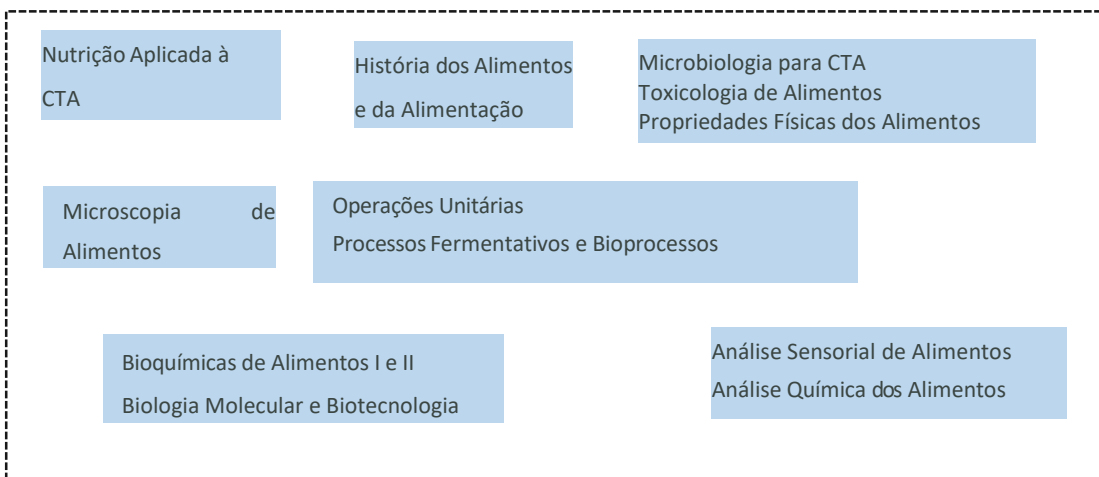 Nutrição Aplicada à
CTA
História dos Alimentos
e da Alimentação
Microbiologia para CTA
Toxicologia de Alimentos
Propriedades Físicas dos Alimentos
Microscopia de
Alimentos
Operações Unitárias
Processos Fermentativos e Bioprocessos
Bioquímicas de Alimentos I e II
Biologia Molecular e Biotecnologia
Análise Sensorial de Alimentos
Análise Química dos Alimentos